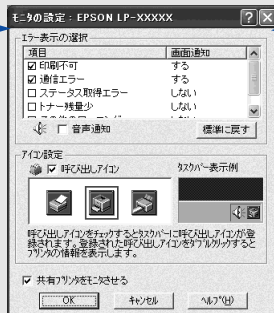 モニタの設定 : EPSON LP-XXXXX
エラー表示の選択
項目 画面通知
印刷不可 する
通信エラー する
ステータス取得エラー しない
トナー残量少 しない
音声通知 標準に戻す
アイコン設定
呼び出しアイコン タスクバー表示例
呼び出しアイコンをチェックするとタスクバーに呼び出しアイコンが登
録されます。登録された呼び出しアイコンをダブルクリックすると
プリンタの情報を表示します。
共有プリンタをモニタさせる
OK キャンセル ヘルプ(H)